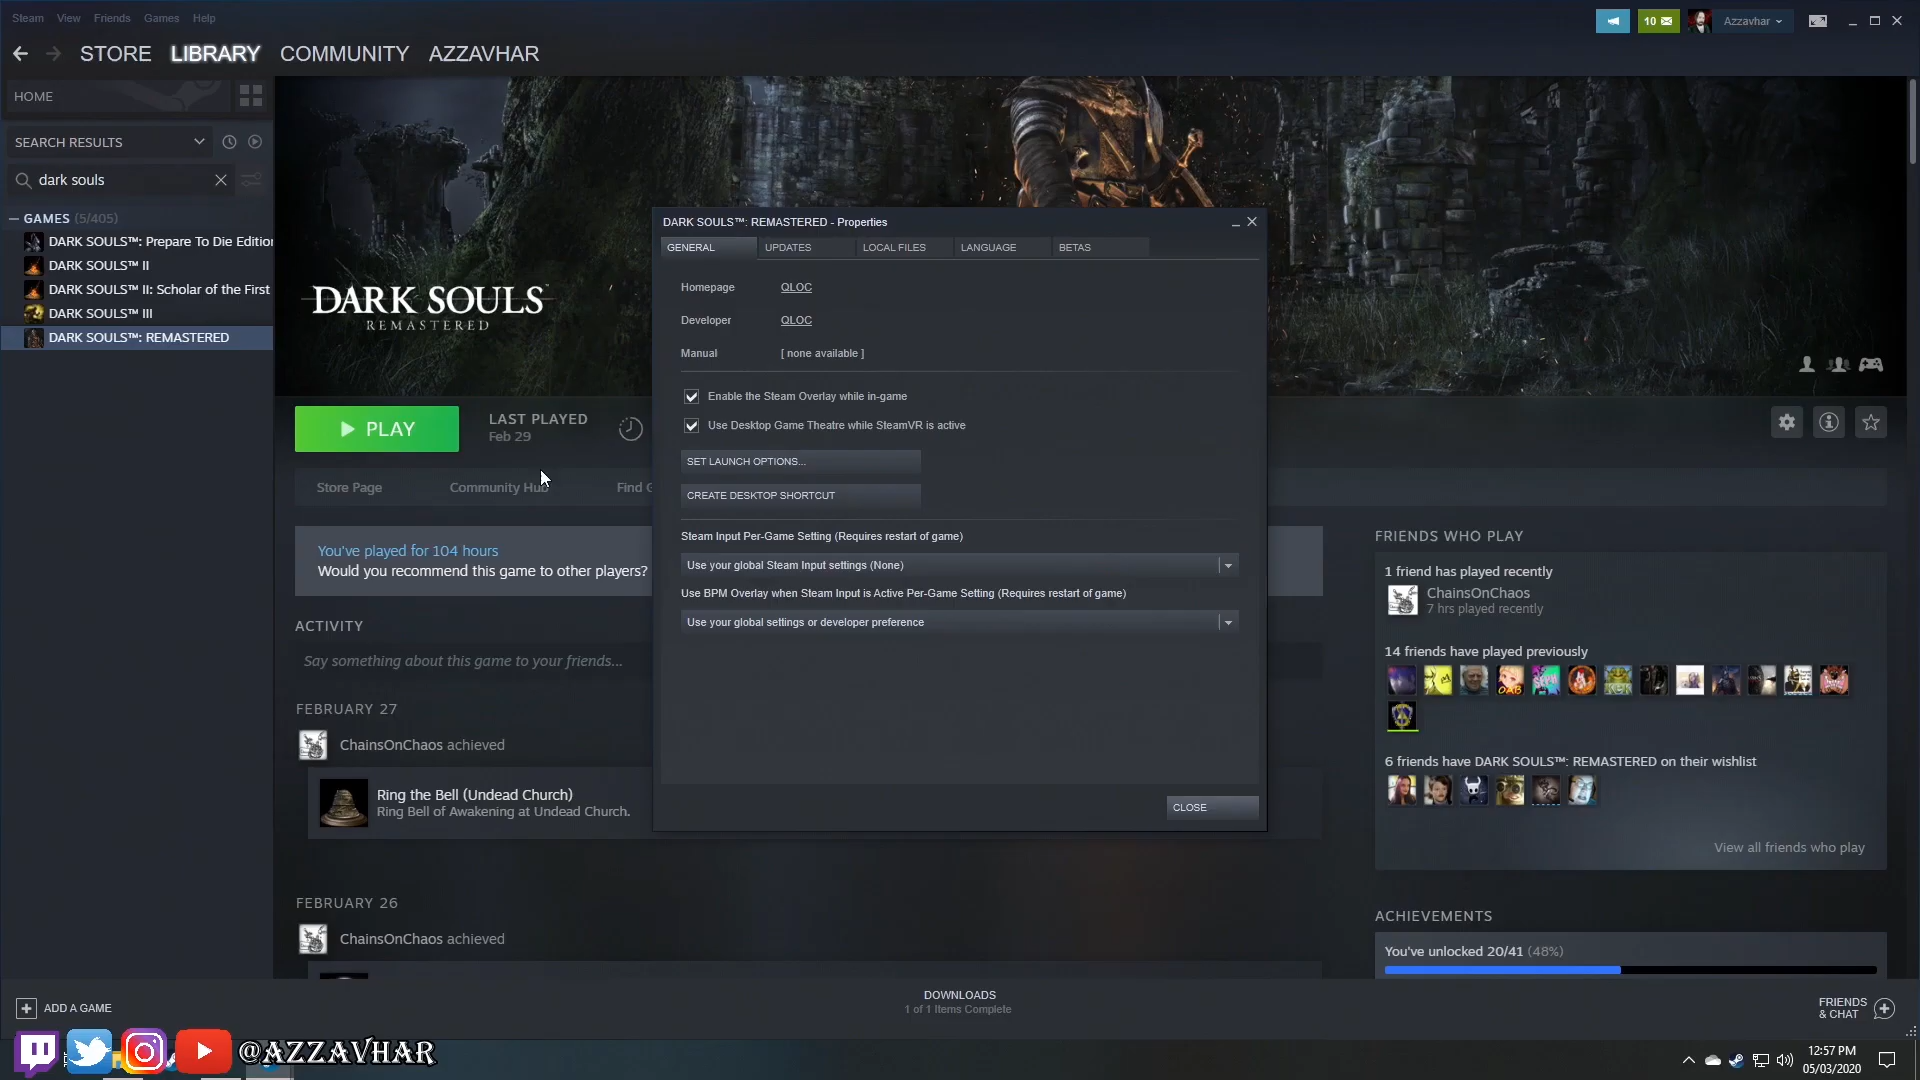 Steam View Friends Games Help
10
Azzavhar
STORE LIBRARY COMMUNITY AZZAVHAR
HOME
SEARCH RESULTS
dark souls
GAMES (5/405)
DARK SOULS™: Prepare To Die Edition
DARK SOULS™ II
DARK SOULS™ II: Scholar of the First
DARK SOULS™ III
DARK SOULS™: REMASTERED
DARK SOULS™
REMASTERED
PLAY
LAST PLAYED
Feb 29
Store Page Community Hub Find G
You've played for 104 hours
Would you recommend this game to other players?
ACTIVITY
Say something about this game to your friends...
FEBRUARY 27
ChainsOnChaos achieved
Ring the Bell (Undead Church)
Ring Bell of Awakening at Undead Church.
FEBRUARY 26
ChainsOnChaos achieved
DARK SOULS™: REMASTERED - Properties
GENERAL UPDATES LOCAL FILES LANGUAGE BETAS
Homepage QLOC
Developer QLOC
Manual [ none available ]
Enable the Steam Overlay while in-game
Use Desktop Game Theatre while SteamVR is active
SET LAUNCH OPTIONS...
CREATE DESKTOP SHORTCUT
Steam Input Per-Game Setting (Requires restart of game)
Use your global Steam Input settings (None)
Use BPM Overlay when Steam Input is Active Per-Game Setting (Requires restart of game)
Use your global settings or developer preference
CLOSE
FRIENDS WHO PLAY
1 friend has played recently
ChainsOnChaos
7 hrs played recently
14 friends have played previously
6 friends have DARK SOULS™: REMASTERED on their wishlist
View all friends who play
ACHIEVEMENTS
You've unlocked 20/41 (48%)
ADD A GAME
DOWNLOADS
1 of 1 Items Complete
FRIENDS
& CHAT
@AZZAVHAR
12:57 PM
05/03/2020